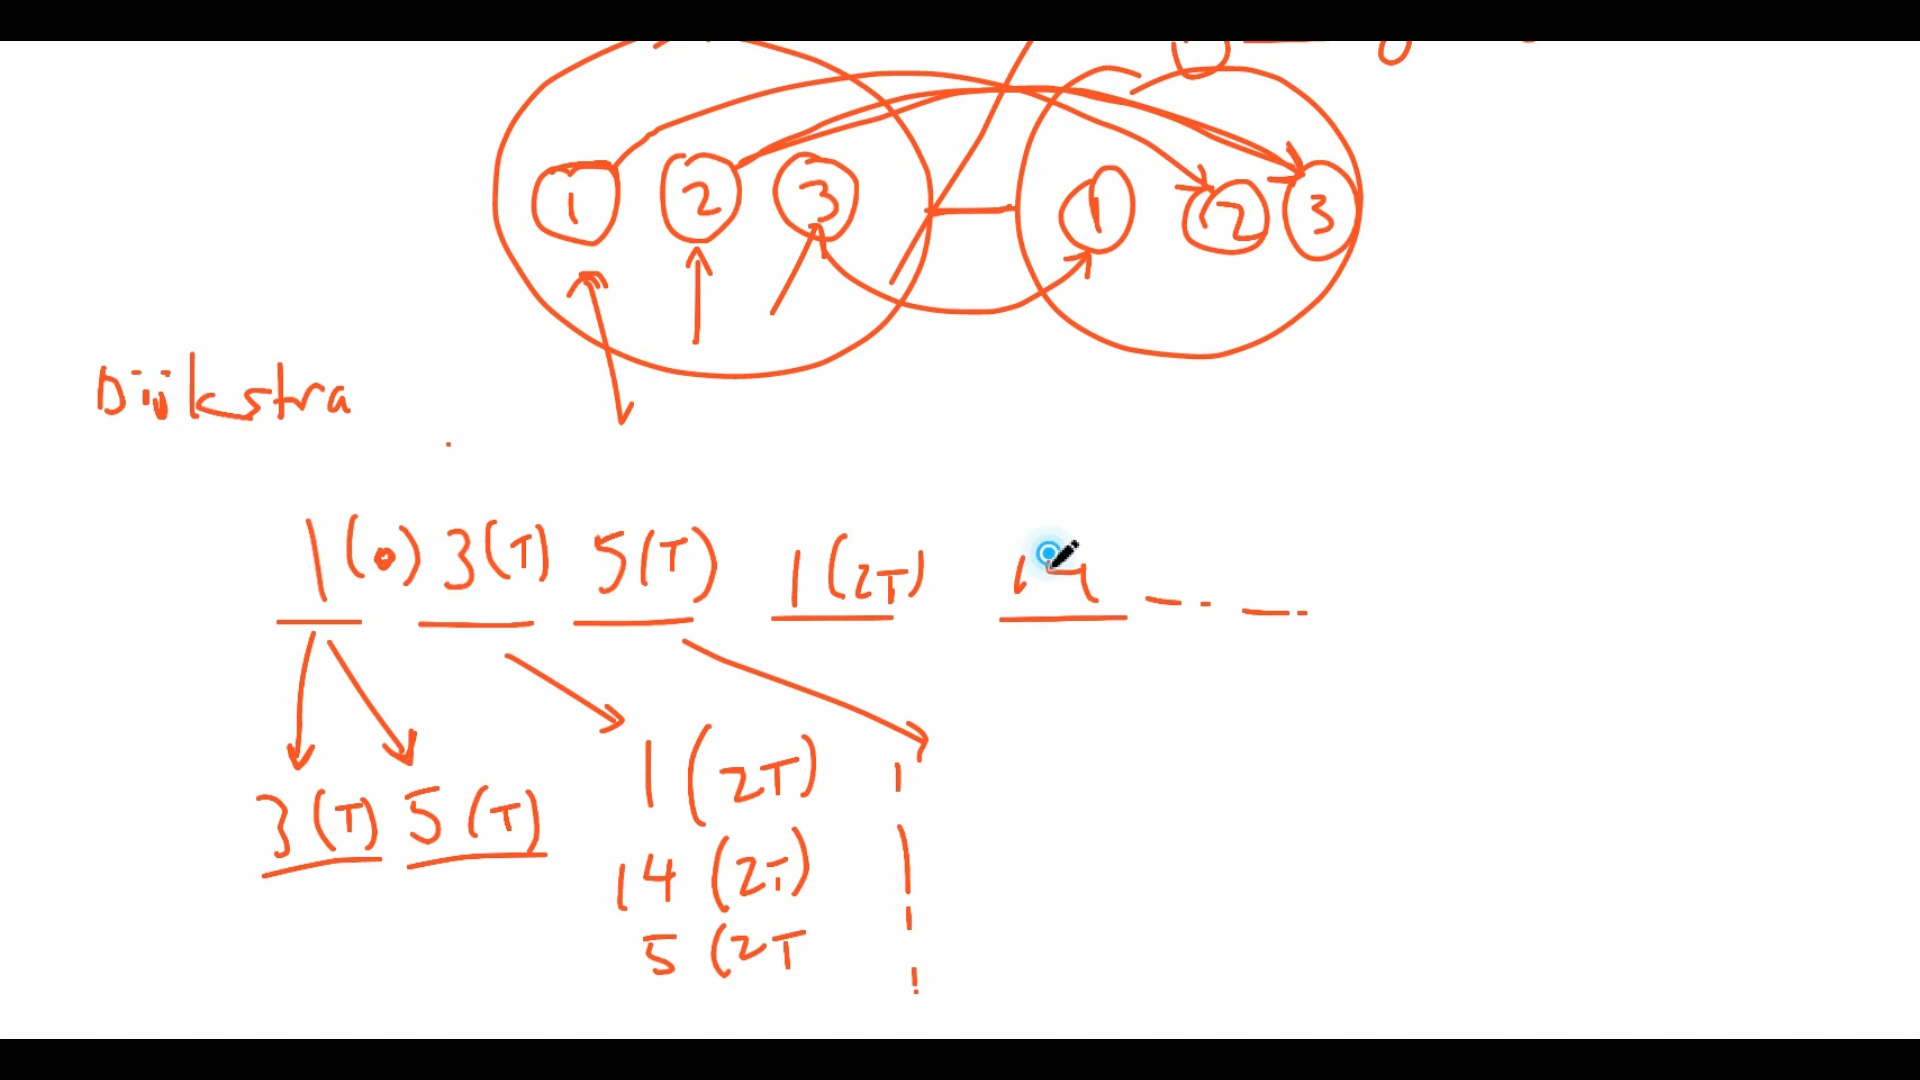 1 2 3 1 2 3
Dijkstra
1(0) 3(T) 5(T) 1(2T) 14
3(T) 5(T)
1(2T)
14(2T)
5(2T